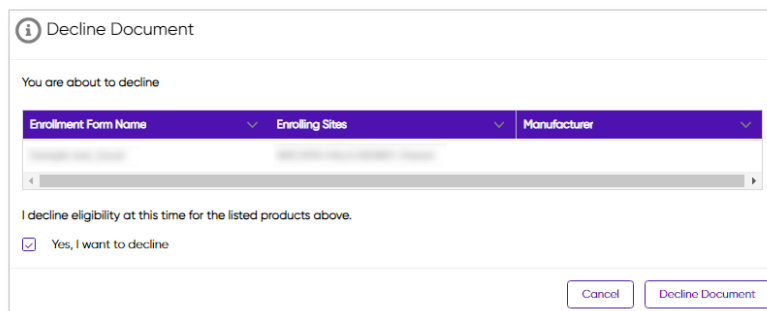 Decline Document
You are about to decline
Enrollment Form Name Enrolling Sites Manufacturer
I decline eligibility at this time for the listed products above.
Yes, I want to decline
Cancel Decline Document